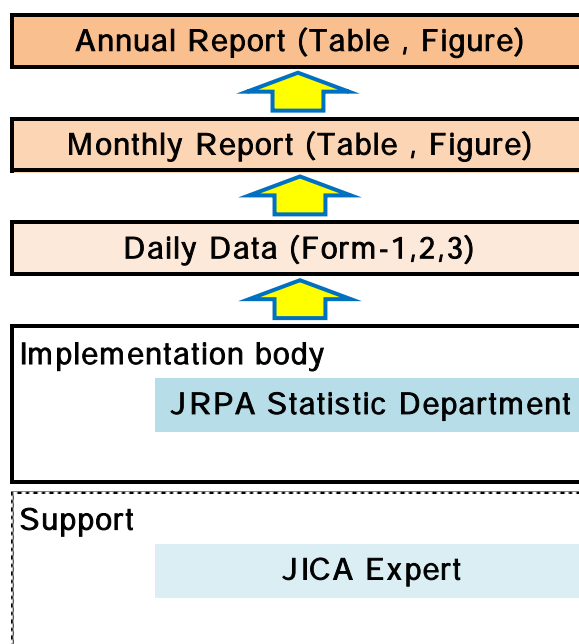 Annual Report (Table , Figure)
Monthly Report (Table , Figure)
Daily Data (Form-1,2,3)
Implementation body
JRPA Statistic Department
Support
JICA Expert